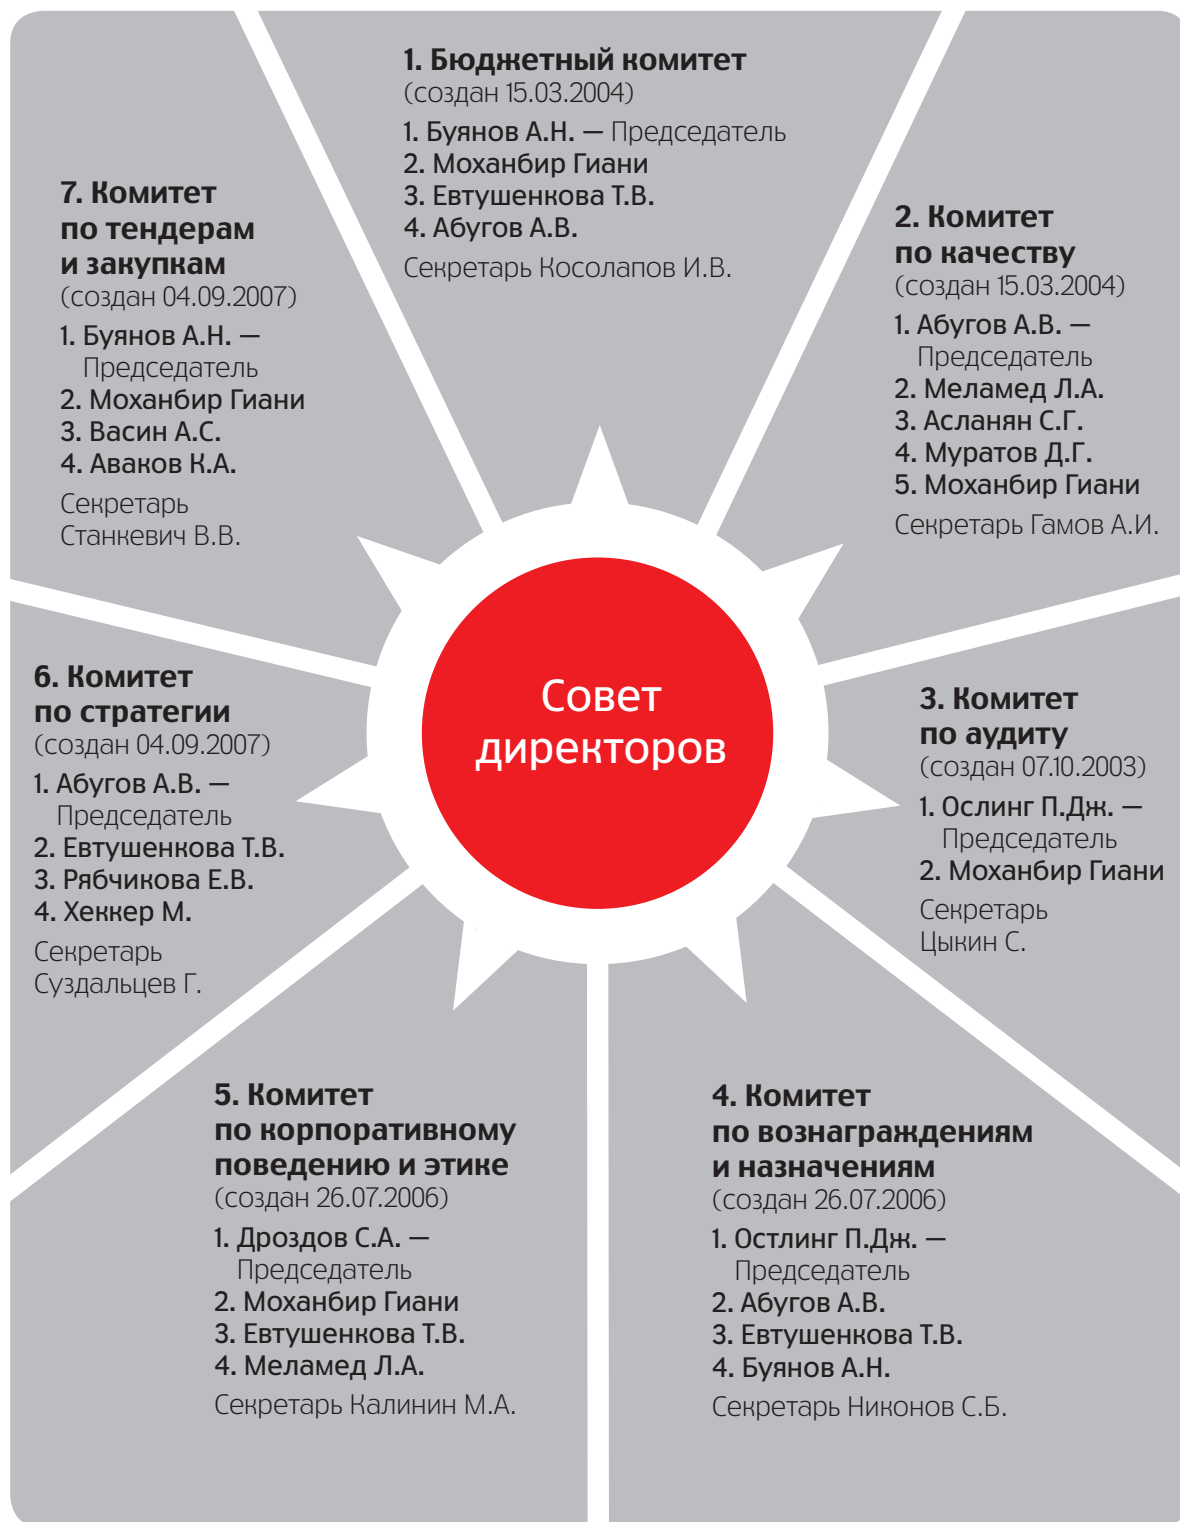 1. Бюджетный комитет
(создан 15.03.2004)
1. Буянов А.Н. — Председатель
2. Моханбир Гиани
3. Евтушенкова Т.В.
4. Абугов А.В.
Секретарь Косолапов И.В.
2. Комитет
по качеству
(создан 15.03.2004)
1. Абугов А.В. —
Председатель
2. Меламед Л.А.
3. Асланян С.Г.
4. Муратов Д.Г.
5. Моханбир Гиани
Секретарь Гамов А.И.
3. Комитет
по аудиту
(создан 07.10.2003)
1. Ослинг П.Дж. —
Председатель
2. Моханбир Гиани
Секретарь
Цыкин С.
4. Комитет
по вознаграждениям
и назначениям
(создан 26.07.2006)
1. Остлинг П.Дж. —
Председатель
2. Абугов А.В.
3. Евтушенкова Т.В.
4. Буянов А.Н.
Секретарь Никонов С.Б.
5. Комитет
по корпоративному
поведению и этике
(создан 26.07.2006)
1. Дроздов С.А. —
Председатель
2. Моханбир Гиани
3. Евтушенкова Т.В.
4. Меламед Л.А.
Секретарь Калинин М.А.
6. Комитет
по стратегии
(создан 04.09.2007)
1. Абугов А.В. —
Председатель
2. Евтушенкова Т.В.
3. Рябчикова Е.В.
4. Хеккер М.
Секретарь
Суздальцев Г.
7. Комитет
по тендерам
и закупкам
(создан 04.09.2007)
1. Буянов А.Н. —
Председатель
2. Моханбир Гиани
3. Васин А.С.
4. Аваков К.А.
Секретарь
Станкевич В.В.
Совет
директоров